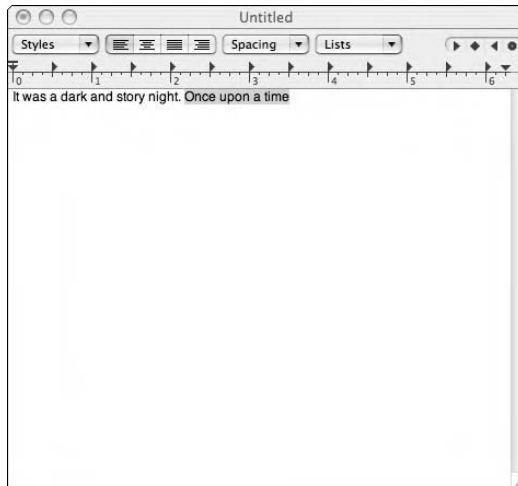 Untitled
Styles Spacing Lists
0 1 2 3 4 5 6
It was a dark and story night. Once upon a time